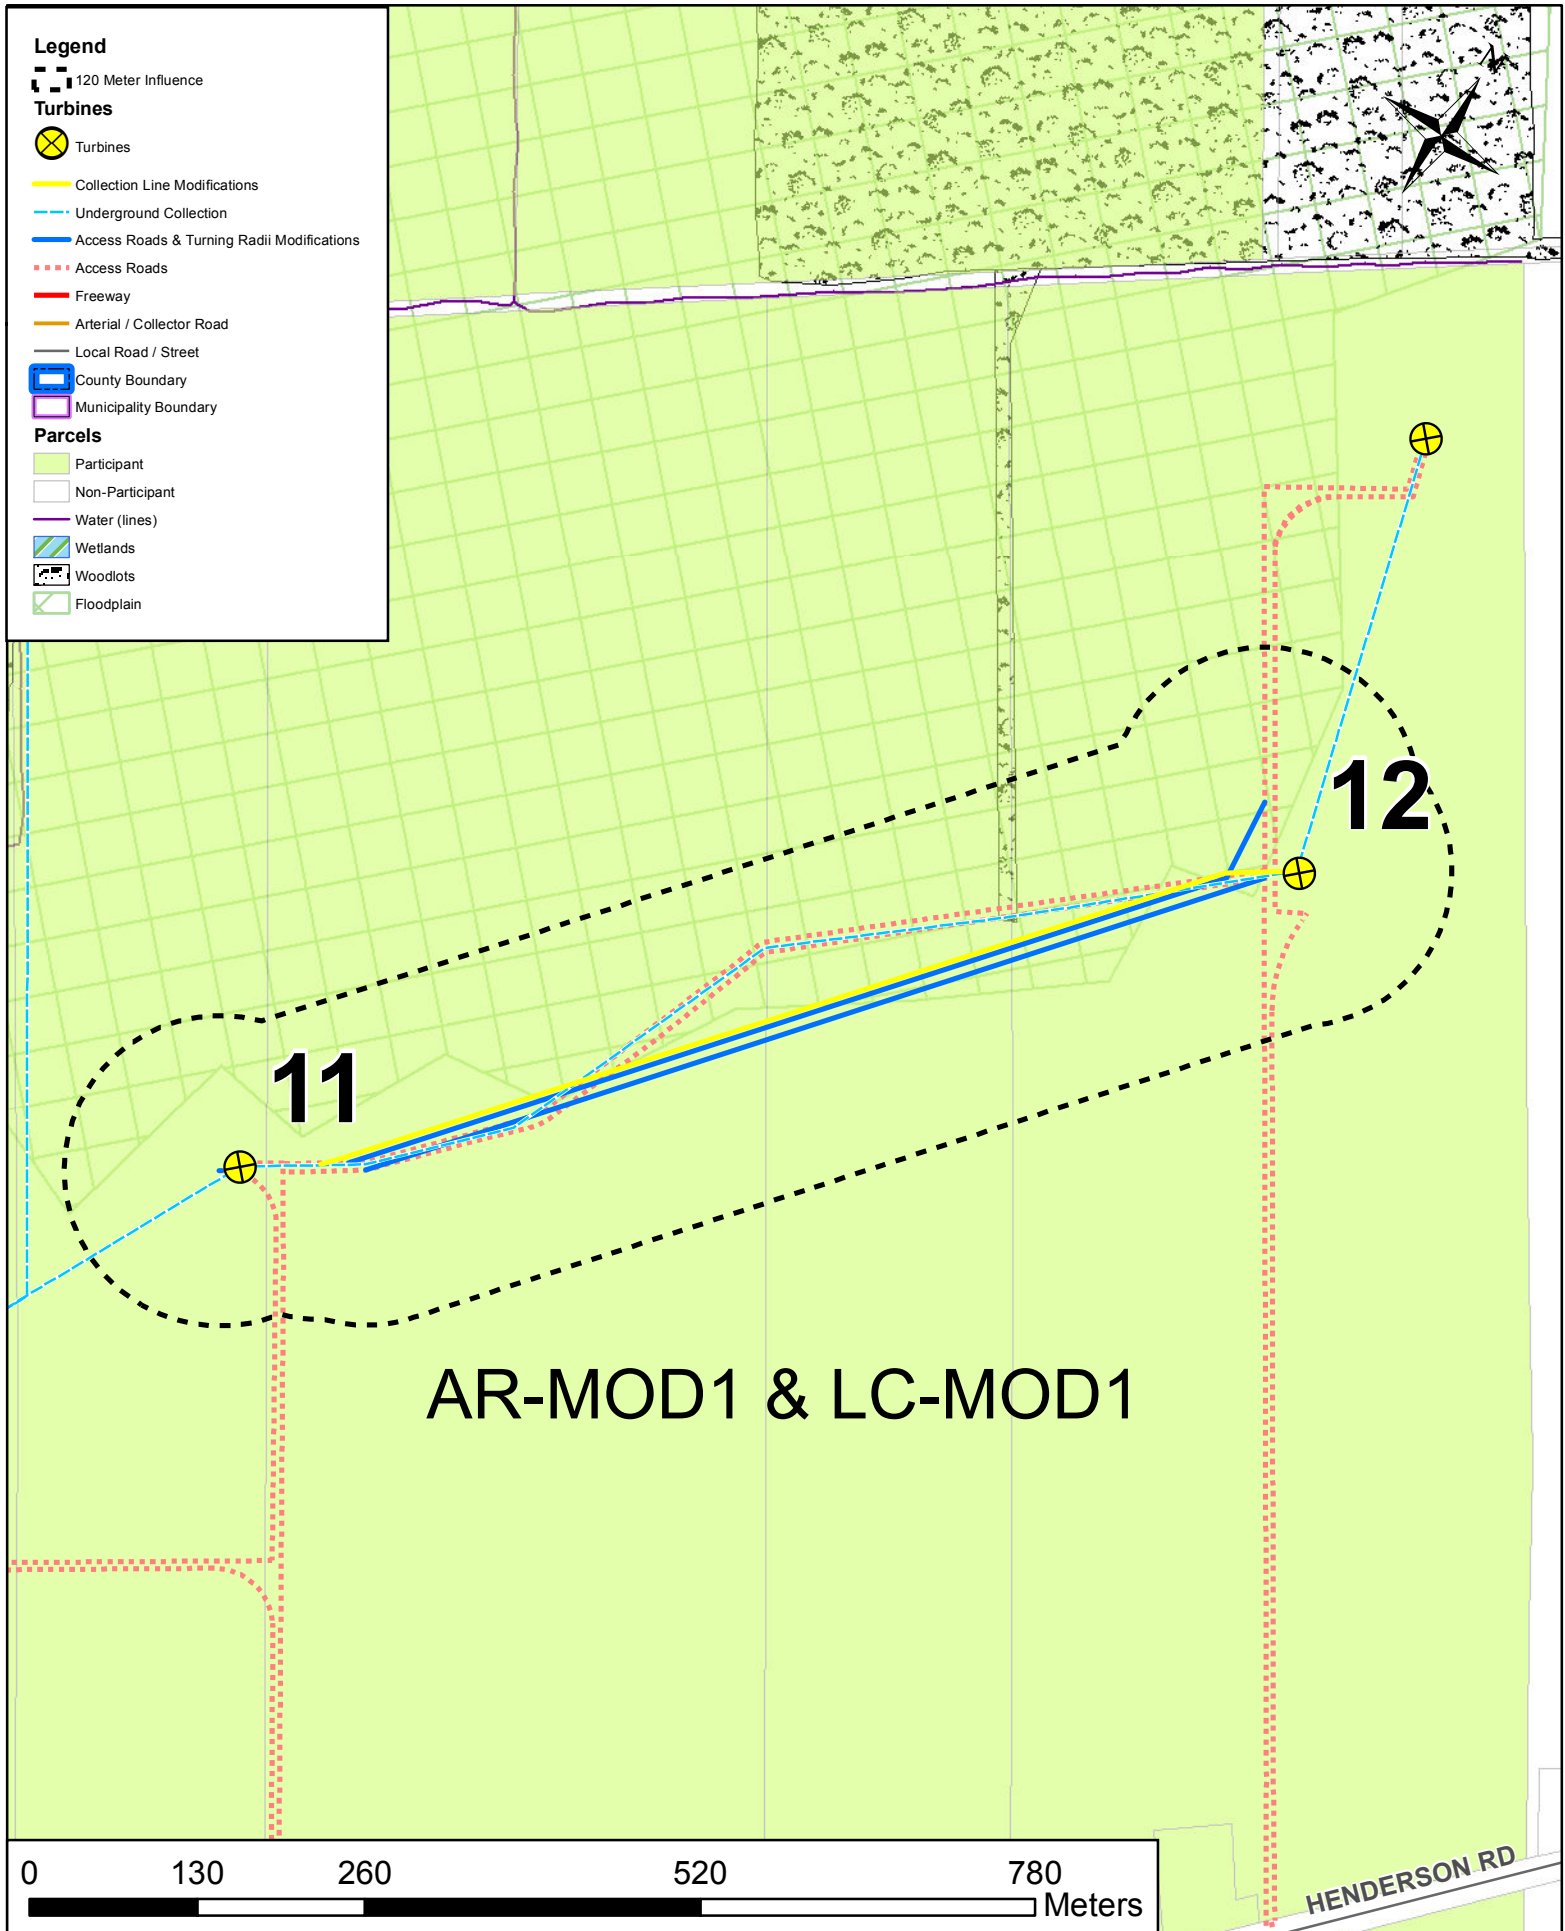 Legend
120 Meter Influence
Turbines
Turbines
Collection Line Modifications
Underground Collection
Access Roads & Turning Radii Modifications
Access Roads
Freeway
Arterial / Collector Road
Local Road / Street
County Boundary
Municipality Boundary
Parcels
Participant
Non-Participant
Water (lines)
Wetlands
Woodlots
Floodplain
N
12
11
AR-MOD1 & LC-MOD1
0 130 260 520 780
Meters
HENDERSON RD